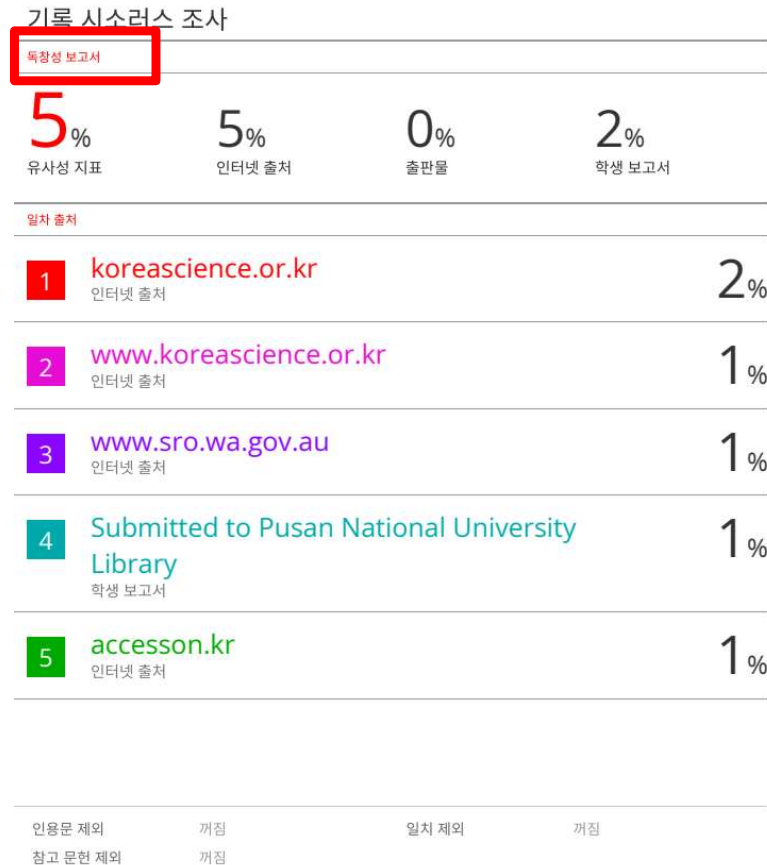 기록 시소러스 조사
독창성 보고서
5% 5% 0% 2%
유사성 지표 인터넷 출처 출판물 학생 보고서
일차 출처
1 koreascience.or.kr 2%
인터넷 출처
2 www.koreascience.or.kr 1%
인터넷 출처
3 www.sro.wa.gov.au 1%
인터넷 출처
4 Submitted to Pusan National University 1%
Library
학생 보고서
5 accesson.kr 1%
인터넷 출처
인용문 제외 꺼짐 일치 제외 꺼짐
참고 문헌 제외 꺼짐